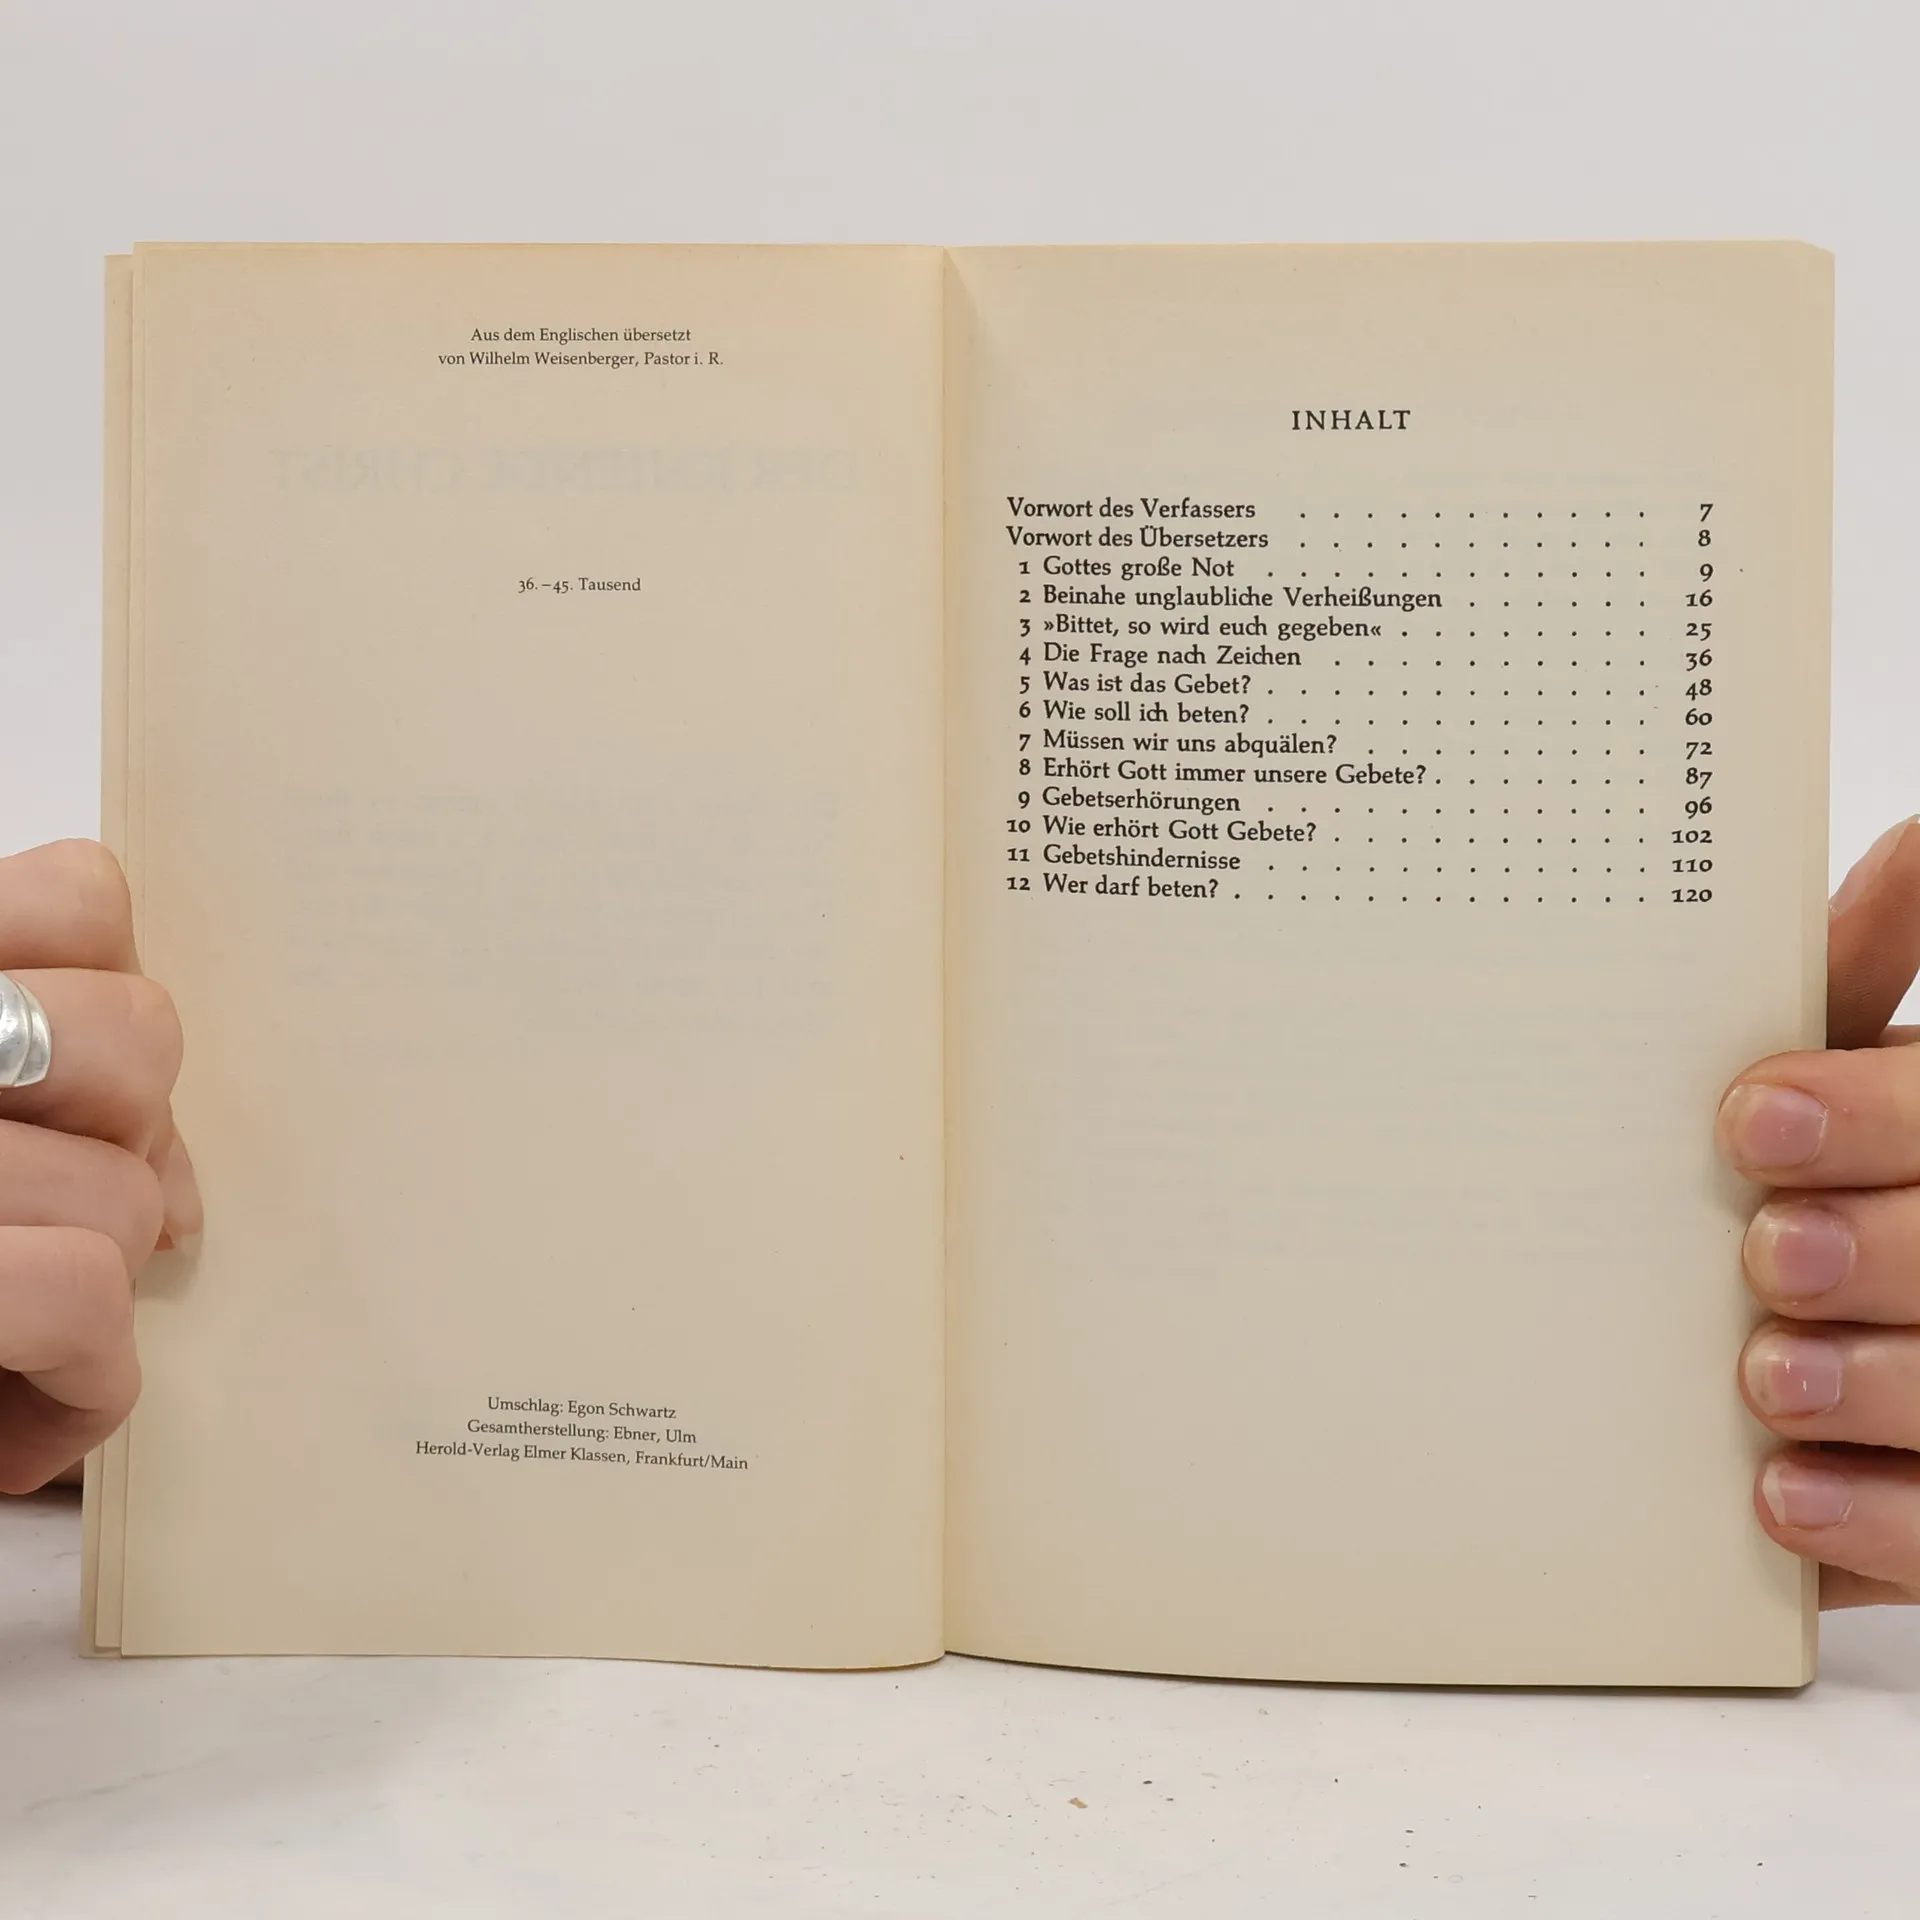 Aus dem Englischen übersetzt
von Wilhelm Weisenberger, Pastor i. R.
36.–45. Tausend
Umschlag: Egon Schwartz
Gesamtherstellung: Ebner, Ulm
Herold-Verlag Elmer Klassen, Frankfurt/Main
INHALT
Vorwort des Verfassers . . . . . . . . . . . 7
Vorwort des Übersetzers . . . . . . . . . . . 8
1 Gottes große Not . . . . . . . . . . . . 9
2 Beinahe unglaubliche Verheißungen . . . . . . 16
3 »Bittet, so wird euch gegeben« . . . . . . . . 25
4 Die Frage nach Zeichen . . . . . . . . . . 36
5 Was ist das Gebet? . . . . . . . . . . . . 48
6 Wie soll ich beten? . . . . . . . . . . . . 60
7 Müssen wir uns abquälen? . . . . . . . . . 72
8 Erhört Gott immer unsere Gebete? . . . . . . . 87
9 Gebetserhörungen . . . . . . . . . . . . 96
10 Wie erhört Gott Gebete? . . . . . . . . . . 102
11 Gebetshindernisse . . . . . . . . . . . . 110
12 Wer darf beten? . . . . . . . . . . . . . 120